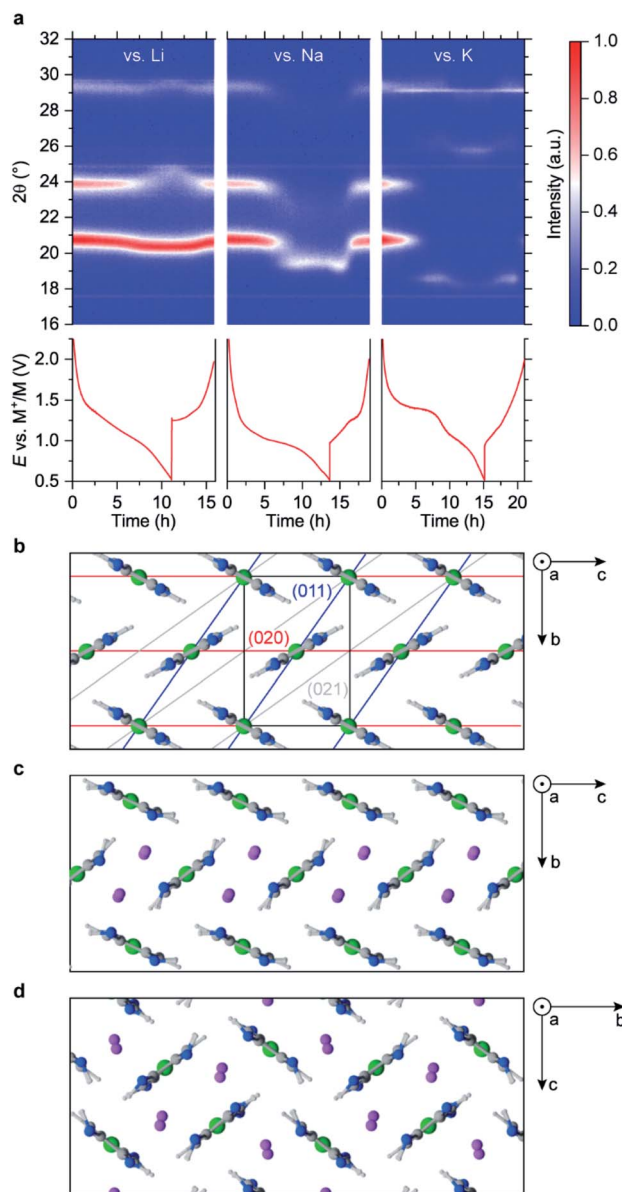 a
vs. Li
vs. Na
vs. K
32
30
28
26
24
22
20
18
16
2θ (°)
1.0
0.8
0.6
0.4
0.2
0.0
Intensity (a.u.)
2.0
1.5
1.0
0.5
E vs. M⁺/M (V)
0 5 10 15
0 5 10 15
0 5 10 15 20
Time (h)
Time (h)
Time (h)
b
(011)
(020)
(021)
a
c
b
c
a
c
b
d
a
b
c